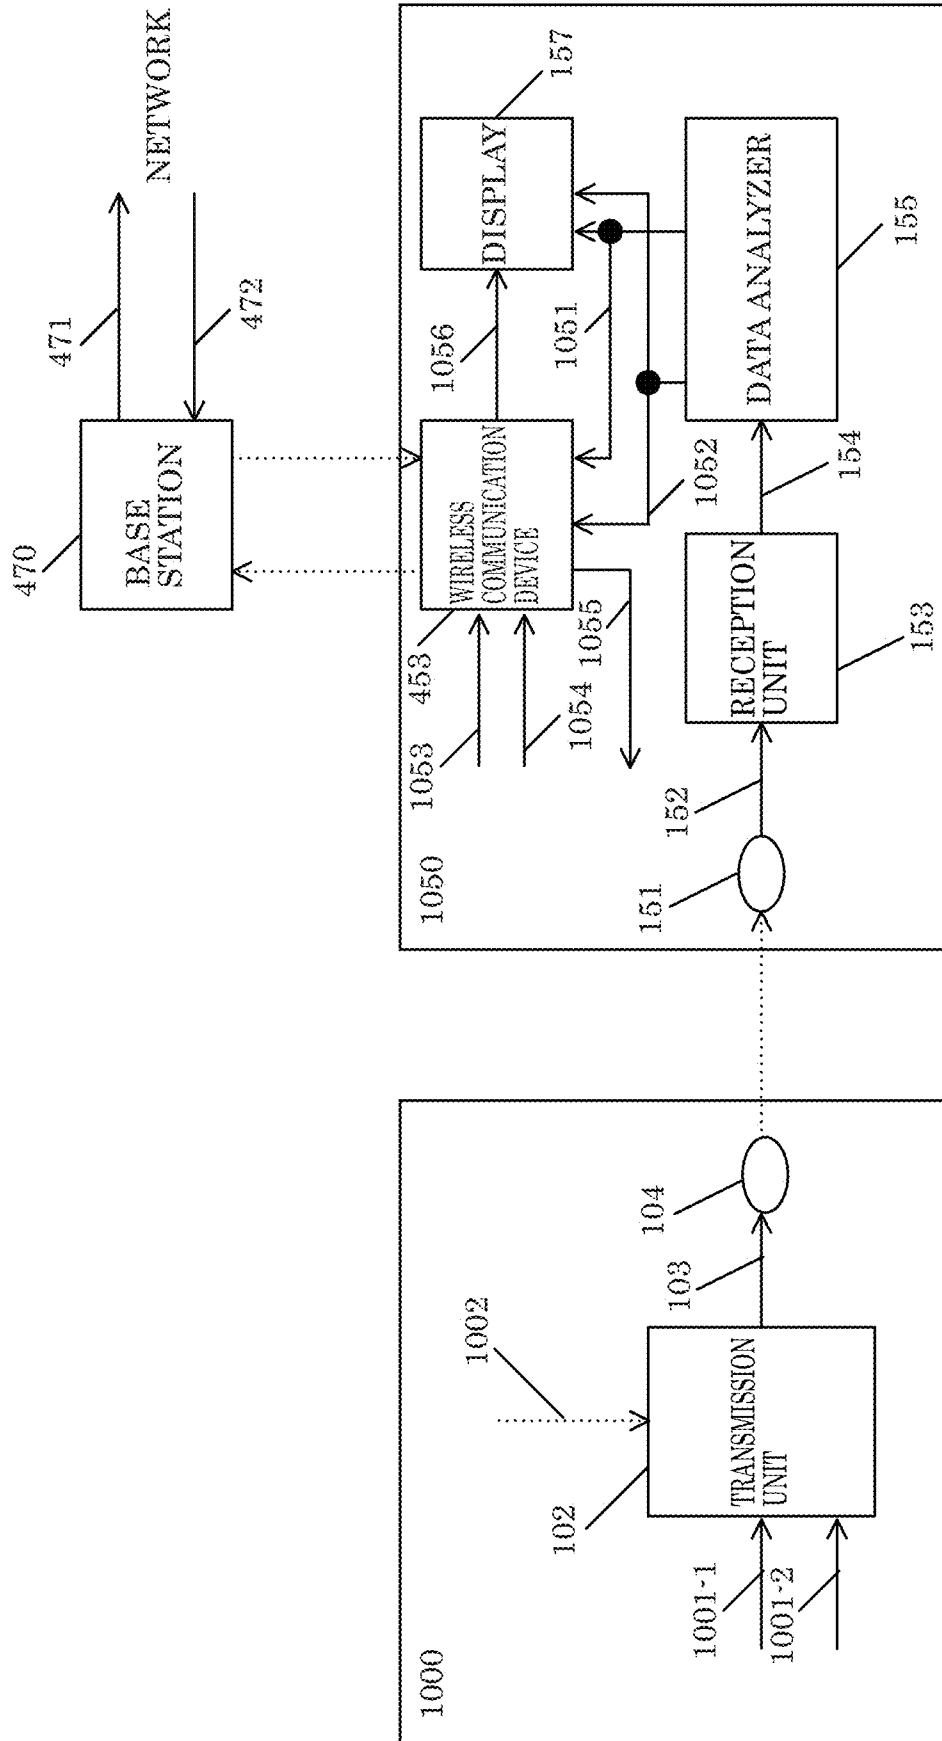 1000
1001-1
1001-2
102
1002
TRANSMISSION
UNIT
103
104
470
BASE
STATION
471
472
NETWORK
1050
1053
1054
453
WIRELESS
COMMUNICATION
DEVICE
1055
1056
DISPLAY
157
1051
1052
151
152
RECEPTION
UNIT
153
154
DATA ANALYZER
155